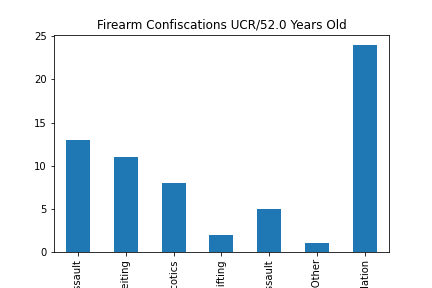 Firearm Confiscations UCR/52.0 Years Old
25
20
15
10
5
0
ssault
eiting
cotics
ifting
ssault
Other
lation